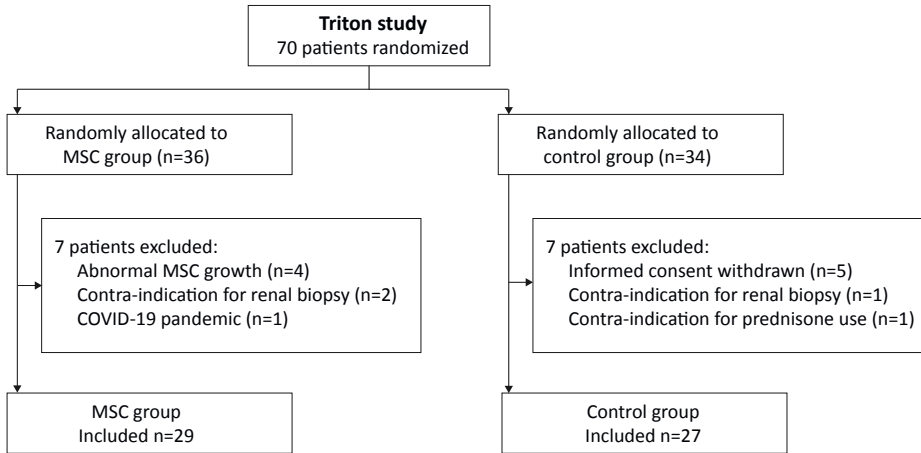 Triton study
70 patients randomized
Randomly allocated to
MSC group (n=36)
Randomly allocated to
control group (n=34)
7 patients excluded:
Abnormal MSC growth (n=4)
Contra-indication for renal biopsy (n=2)
COVID-19 pandemic (n=1)
7 patients excluded:
Informed consent withdrawn (n=5)
Contra-indication for renal biopsy (n=1)
Contra-indication for prednisone use (n=1)
MSC group
Included n=29
Control group
Included n=27